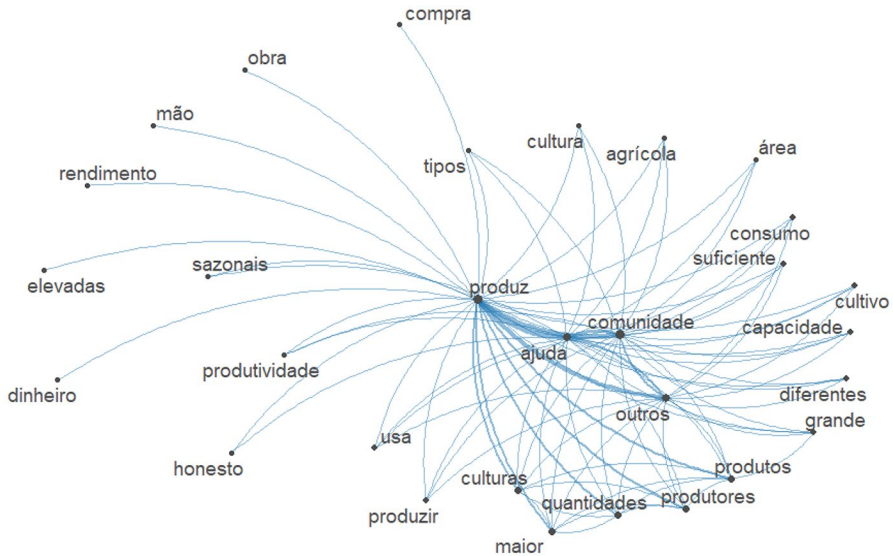 compra
obra
mão
cultura
agrícola
área
tipos
rendimento
consumo
suficiente
sazonais
elevadas
produz
cultivo
comunidade
capacidade
ajuda
produtividade
diferentes
dinheiro
outros
grande
usa
honesto
produtos
culturas
quantidades
produtores
produzir
maior